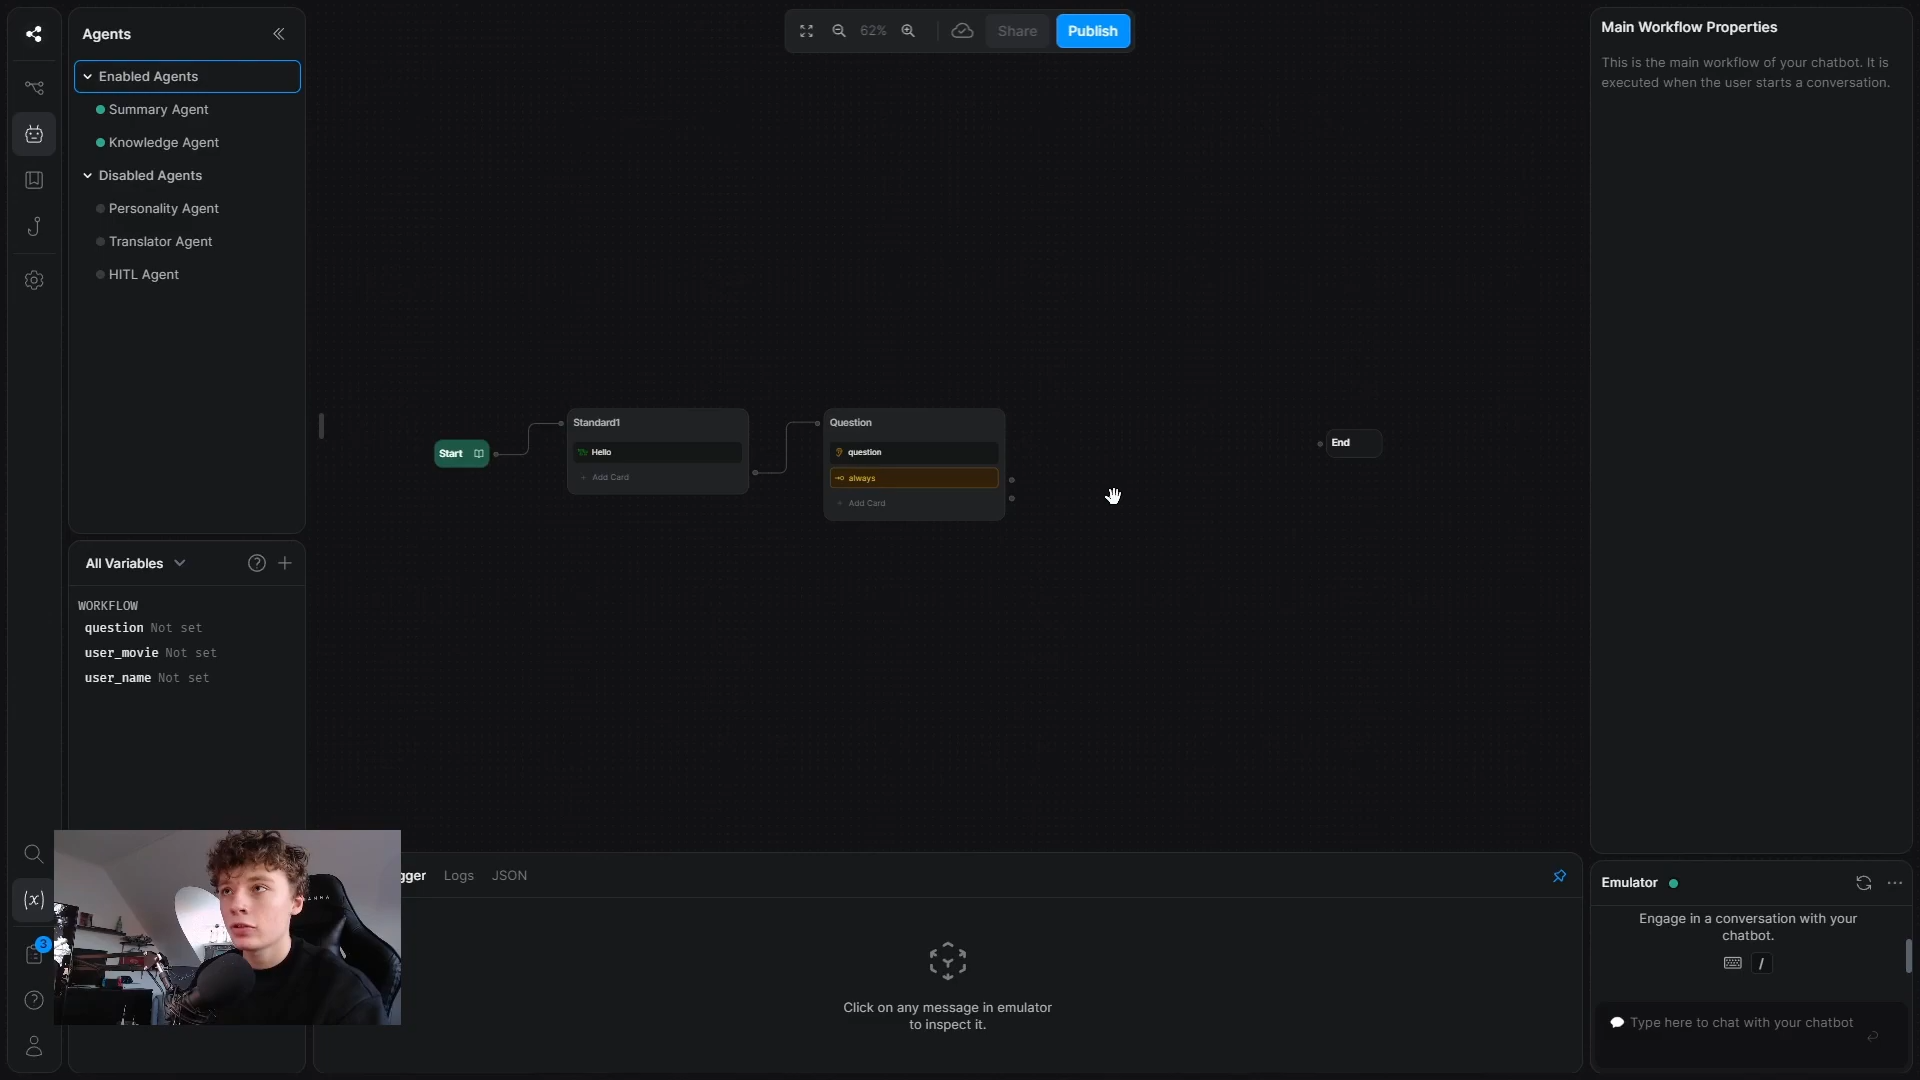 Agents
Enabled Agents
Summary Agent
Knowledge Agent
Disabled Agents
Personality Agent
Translator Agent
HITL Agent
All Variables
WORKFLOW
question Not set
user_movie Not set
user_name Not set
(x)
3
62%
Share
Publish
Start
Standard1
Hello
+ Add Card
Question
question
always
+ Add Card
End
gger
Logs
JSON
Click on any message in emulator
to inspect it.
Main Workflow Properties
This is the main workflow of your chatbot. It is
executed when the user starts a conversation.
Emulator
Engage in a conversation with your
chatbot.
/
Type here to chat with your chatbot